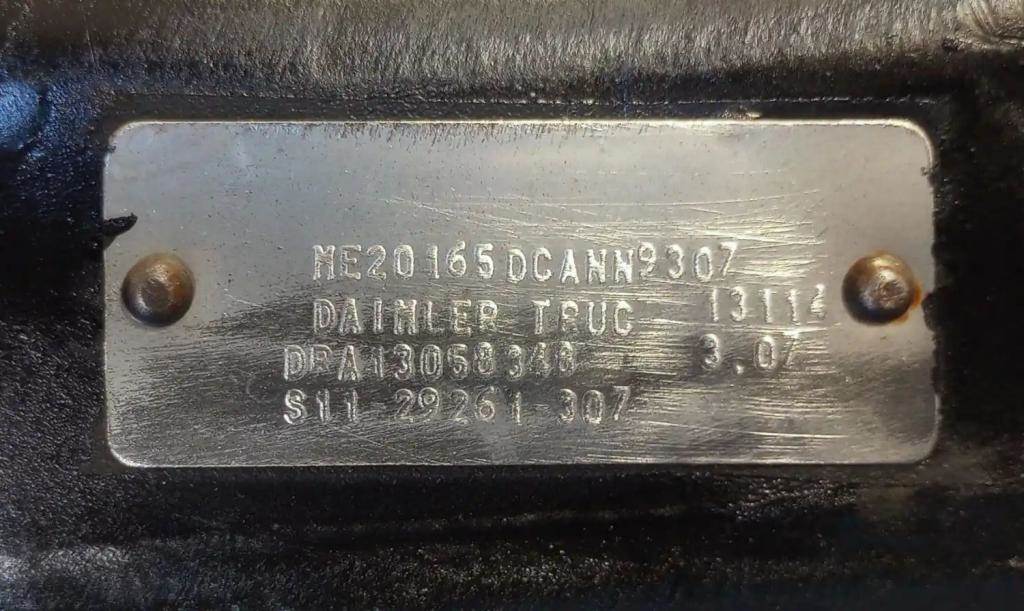 ME20165DCANN9307
DAIMLER TRUC 13114
DRA13068348 3.07
S11 29261 307